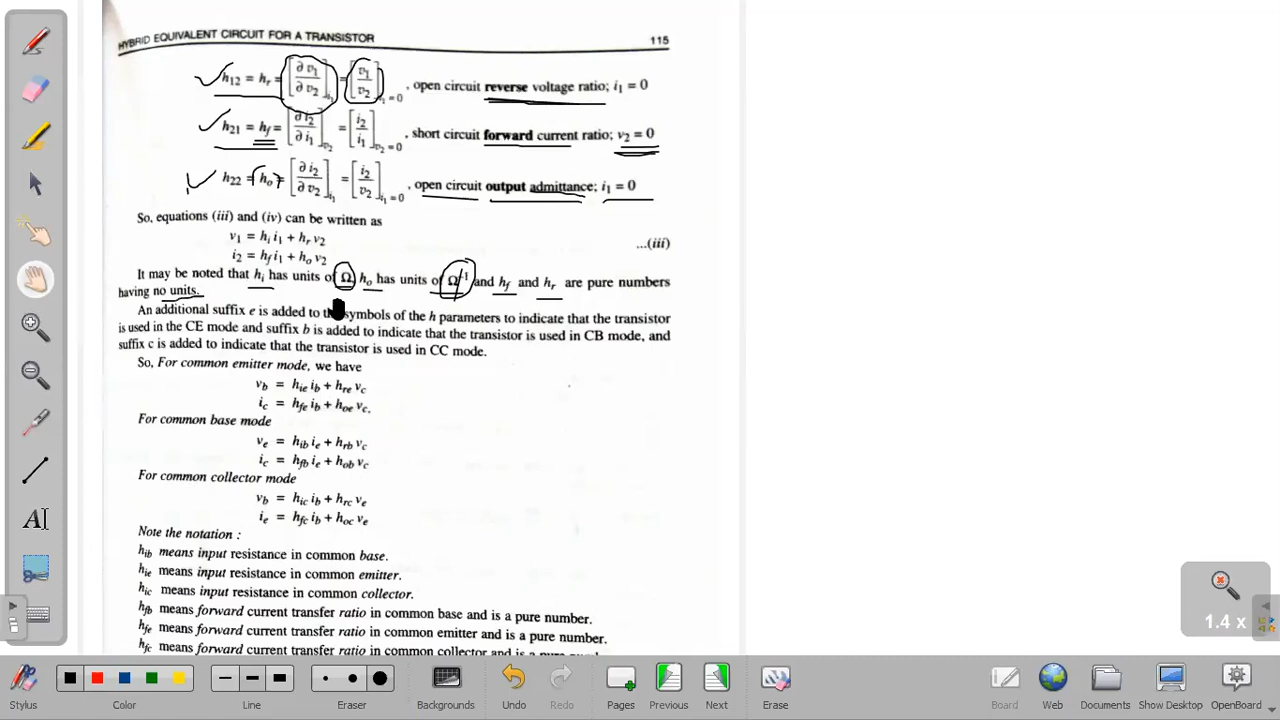 HYBRID EQUIVALENT CIRCUIT FOR A TRANSISTOR 115
h12 = hr = [∂v1/∂v2]i1 = [v1/v2]i1=0 , open circuit reverse voltage ratio; i1 = 0
h21 = hf = [∂i2/∂i1]v2 = [i2/i1]v2=0 , short circuit forward current ratio; v2 = 0
h22 = ho = [∂i2/∂v2]i1 = [i2/v2]i1=0 , open circuit output admittance; i1 = 0
So, equations (iii) and (iv) can be written as
v1 = hi i1 + hr v2 ...(iii)
i2 = hf i1 + ho v2
It may be noted that hi has units of Ω ho has units of Ω-1 and hf and hr are pure numbers
having no units.
An additional suffix e is added to symbols of the h parameters to indicate that the transistor
is used in the CE mode and suffix b is added to indicate that the transistor is used in CB mode, and
suffix c is added to indicate that the transistor is used in CC mode.
So, For common emitter mode, we have
vb = hie ib + hre vc
ic = hfe ib + hoe vc.
For common base mode
ve = hib ie + hrb vc
ic = hfb ie + hob vc
For common collector mode
vb = hic ib + hrc ve
ie = hfc ib + hoc ve
Note the notation :
hib means input resistance in common base.
hie means input resistance in common emitter.
hic means input resistance in common collector.
hfb means forward current transfer ratio in common base and is a pure number.
hfe means forward current transfer ratio in common emitter and is a pure number.
hfc means forward current transfer ratio in common collector and is a pure
1.4 x
Stylus Color Line Eraser Backgrounds Undo Redo Pages Previous Next Erase Board Web Documents Show Desktop OpenBoard